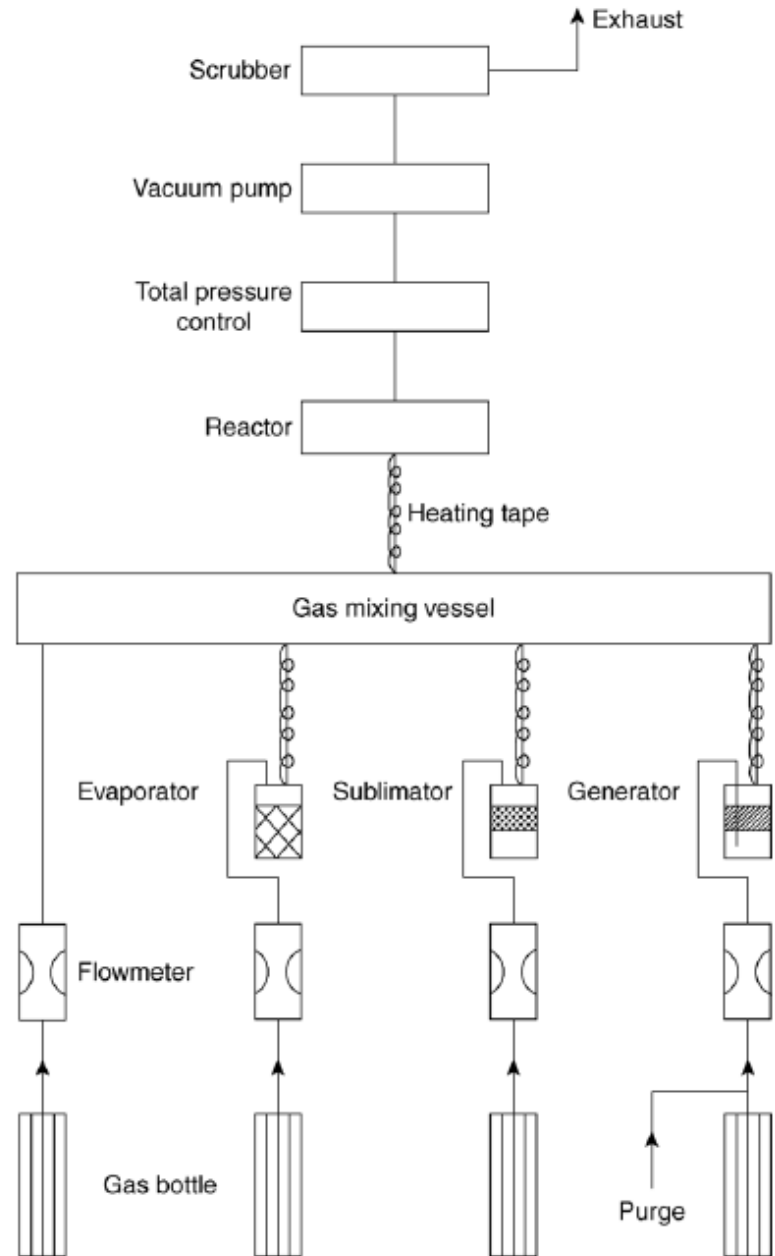 Exhaust
Scrubber
Vacuum pump
Total pressure
control
Reactor
Heating tape
Gas mixing vessel
Evaporator
Sublimator
Generator
Flowmeter
Gas bottle
Purge